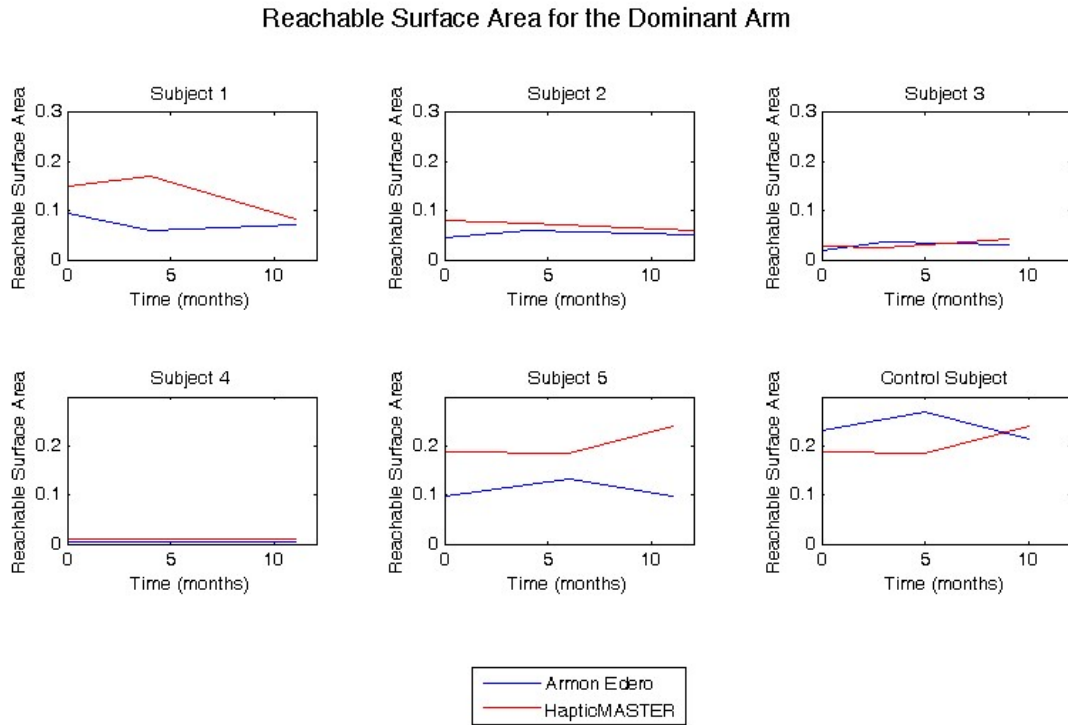 Reachable Surface Area for the Dominant Arm
Subject 1
Reachable Surface Area
0.3
0.2
0.1
0
0 5 10
Time (months)
Subject 2
Reachable Surface Area
0.3
0.2
0.1
0
0 5 10
Time (months)
Subject 3
Reachable Surface Area
0.3
0.2
0.1
0
0 5 10
Time (months)
Subject 4
Reachable Surface Area
0.2
0.1
0
0 5 10
Time (months)
Subject 5
Reachable Surface Area
0.2
0.1
0
0 5 10
Time (months)
Control Subject
Reachable Surface Area
0.2
0.1
0
0 5 10
Time (months)
Armon Edero
HapticMASTER